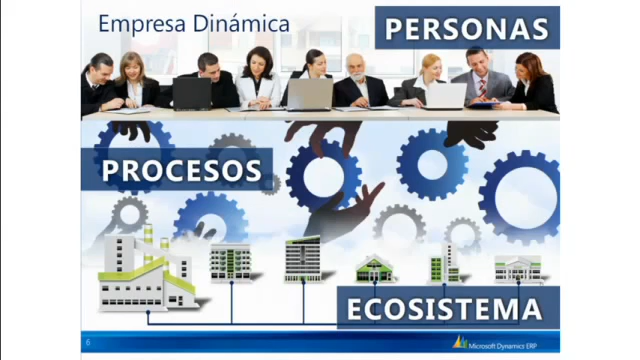 Empresa Dinámica
PERSONAS
PROCESOS
ECOSISTEMA
6
Microsoft Dynamics ERP